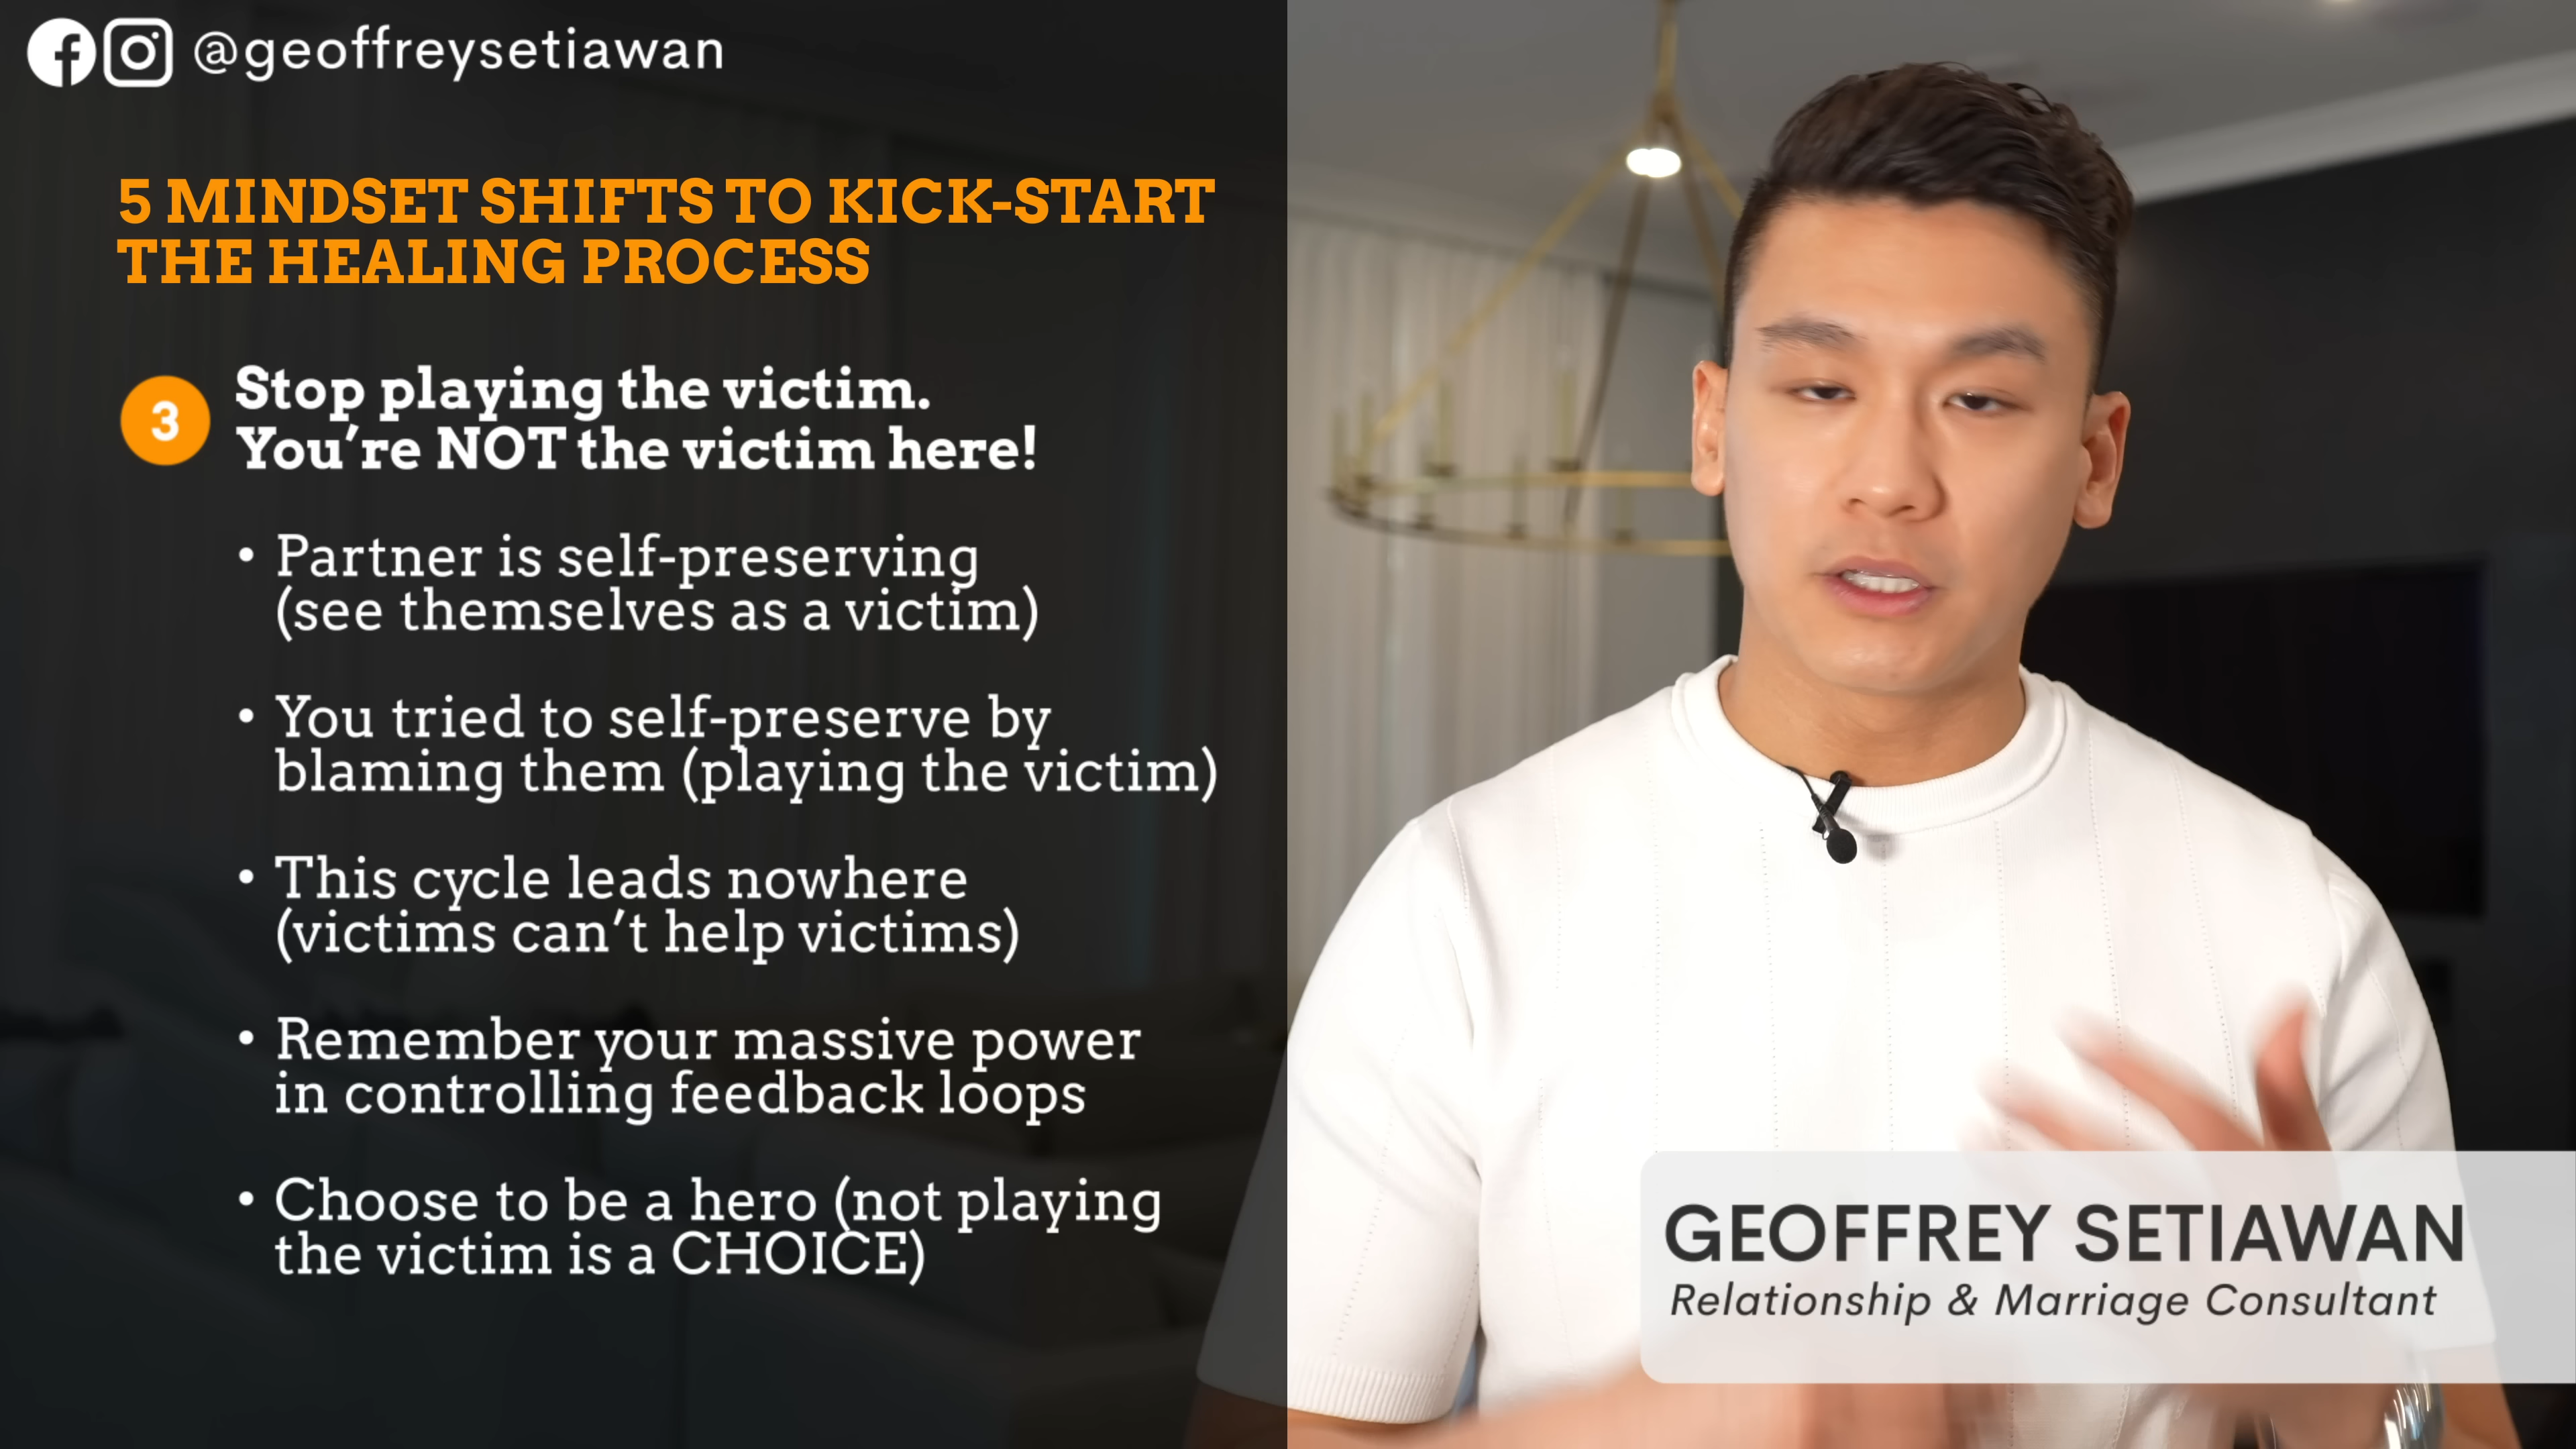 @geoffreysetiawan
5 MINDSET SHIFTS TO KICK-START
THE HEALING PROCESS
3
Stop playing the victim.
You're NOT the victim here!
• Partner is self-preserving
(see themselves as a victim)
• You tried to self-preserve by
blaming them (playing the victim)
• This cycle leads nowhere
(victims can't help victims)
• Remember your massive power
in controlling feedback loops
• Choose to be a hero (not playing
the victim is a CHOICE)
GEOFFREY SETIAWAN
Relationship & Marriage Consultant